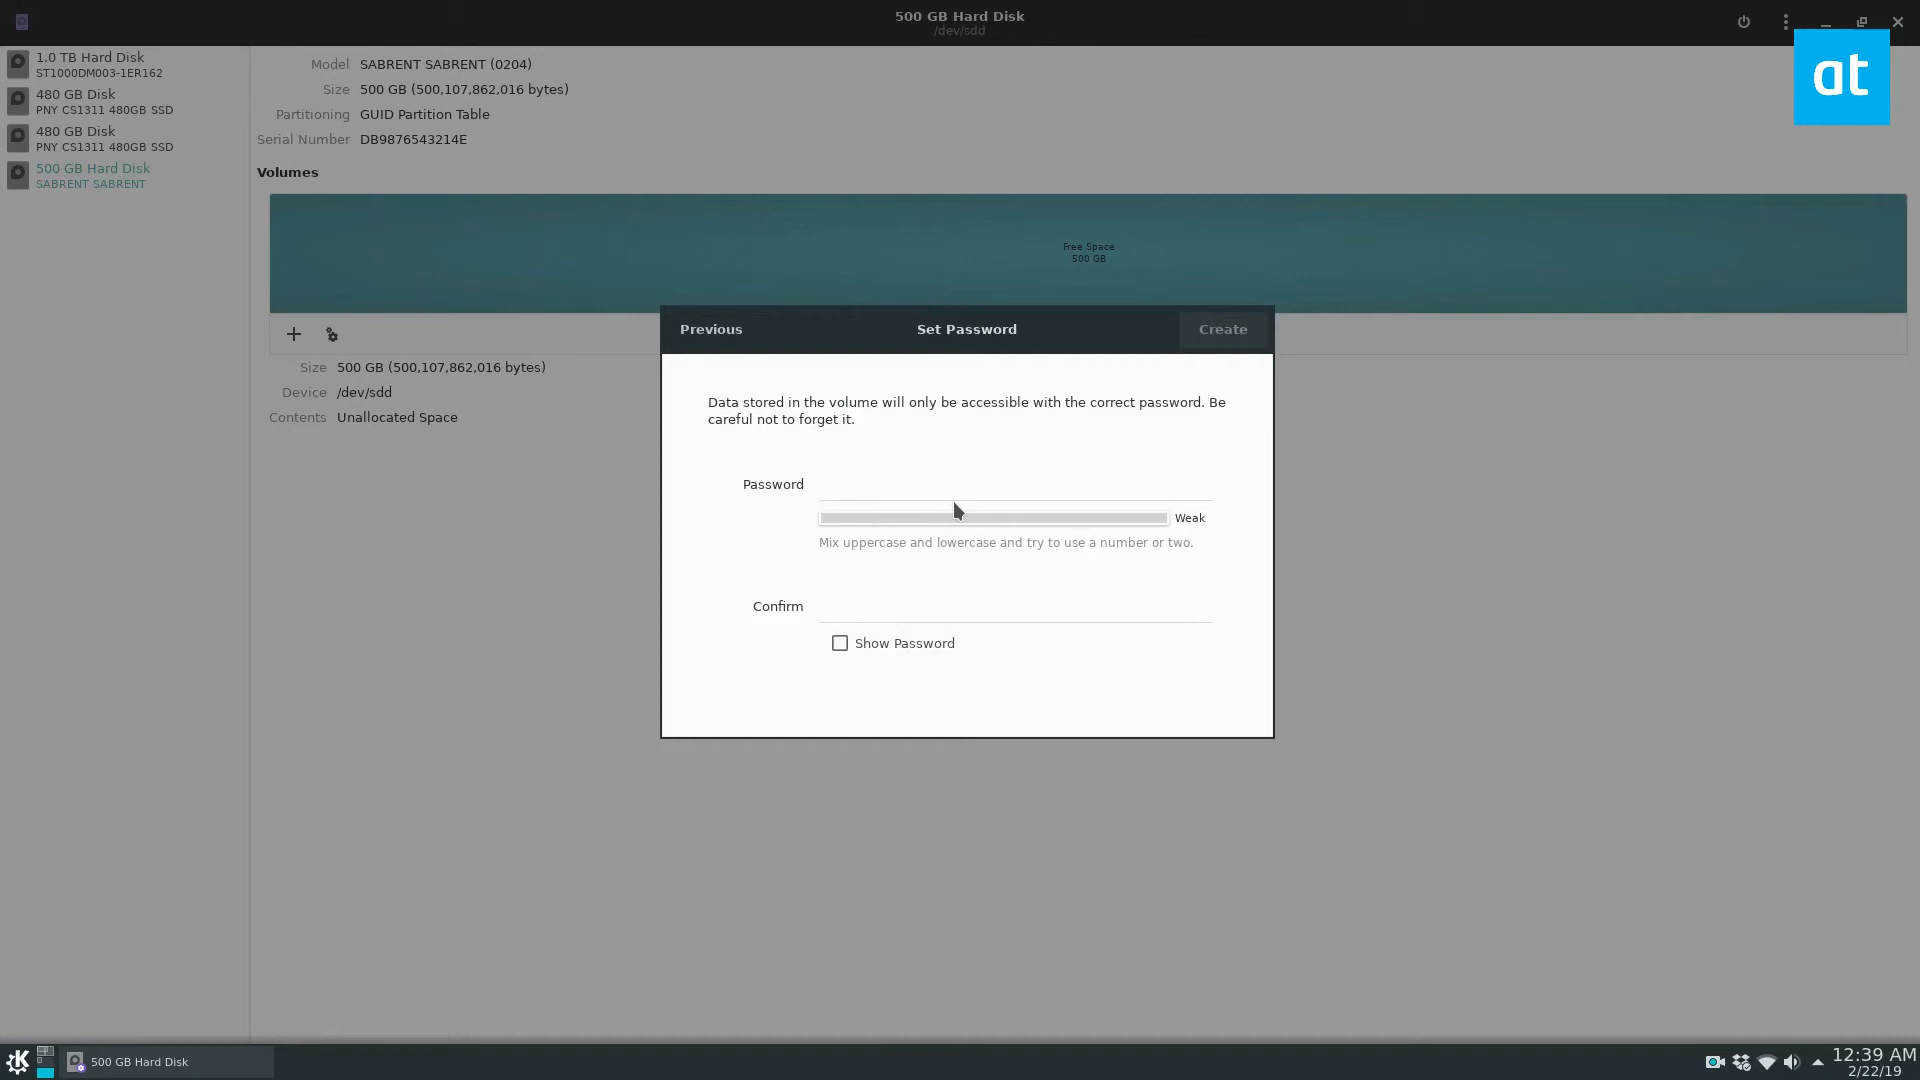 500 GB Hard Disk
/dev/sdd
at
1.0 TB Hard Disk
ST1000DM003-1ER162
480 GB Disk
PNY CS1311 480GB SSD
480 GB Disk
PNY CS1311 480GB SSD
500 GB Hard Disk
SABRENT SABRENT
Model SABRENT SABRENT (0204)
Size 500 GB (500,107,862,016 bytes)
Partitioning GUID Partition Table
Serial Number DB9876543214E
Volumes
Free Space
500 GB
Size 500 GB (500,107,862,016 bytes)
Device /dev/sdd
Contents Unallocated Space
Previous Set Password Create
Data stored in the volume will only be accessible with the correct password. Be
careful not to forget it.
Password
Weak
Mix uppercase and lowercase and try to use a number or two.
Confirm
Show Password
500 GB Hard Disk
12:39 AM
2/22/19